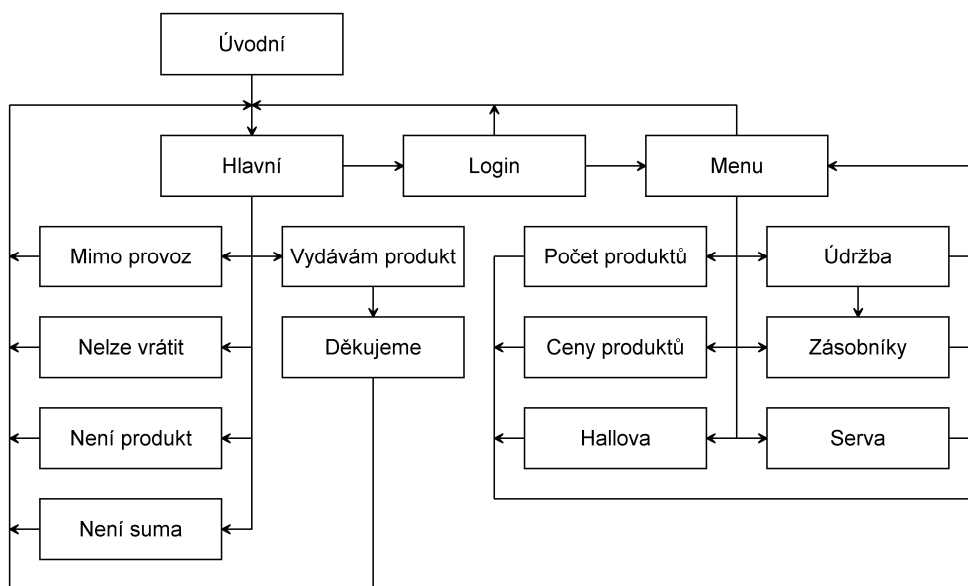 Úvodní
Hlavní
Login
Menu
Mimo provoz
Vydávám produkt
Počet produktů
Údržba
Nelze vrátit
Děkujeme
Ceny produktů
Zásobníky
Není produkt
Hallova
Serva
Není suma